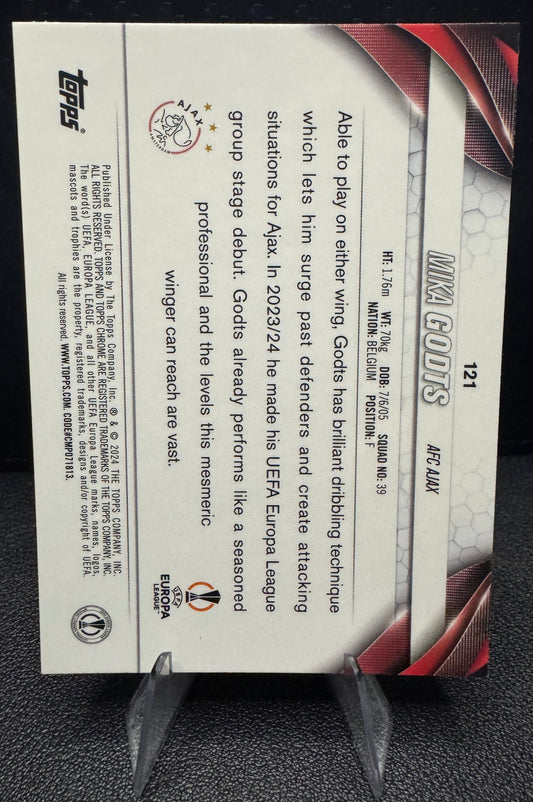 121
MIKA GODTS
AFC AJAX
HT: 1.76m WT: 70kg DOB: 7/6/05 SQUAD NO: 39
NATION: BELGIUM POSITION: F
Able to play on either wing, Godts has brilliant dribbling technique
which lets him surge past defenders and create attacking
situations for Ajax. In 2023/24 he made his UEFA Europa League
group stage debut. Godts already performs like a seasoned
professional and the levels this mesmeric
winger can reach are vast.
AJAX
AMSTERDAM
UEFA
EUROPA
LEAGUE™
topps®
Published Under License by The Topps Company, Inc. ® & © 2024 THE TOPPS COMPANY, INC.
ALL RIGHTS RESERVED. TOPPS AND TOPPS CHROME ARE REGISTERED TRADEMARKS OF THE TOPPS COMPANY, INC.
The word(s) UEFA, EUROPA LEAGUE, and all other UEFA Europa League marks, names, logos,
mascots and trophies are the property, registered trademarks, designs and/or copyright of UEFA.
All rights reserved. WWW.TOPPS.COM. CODE#CMP071813.